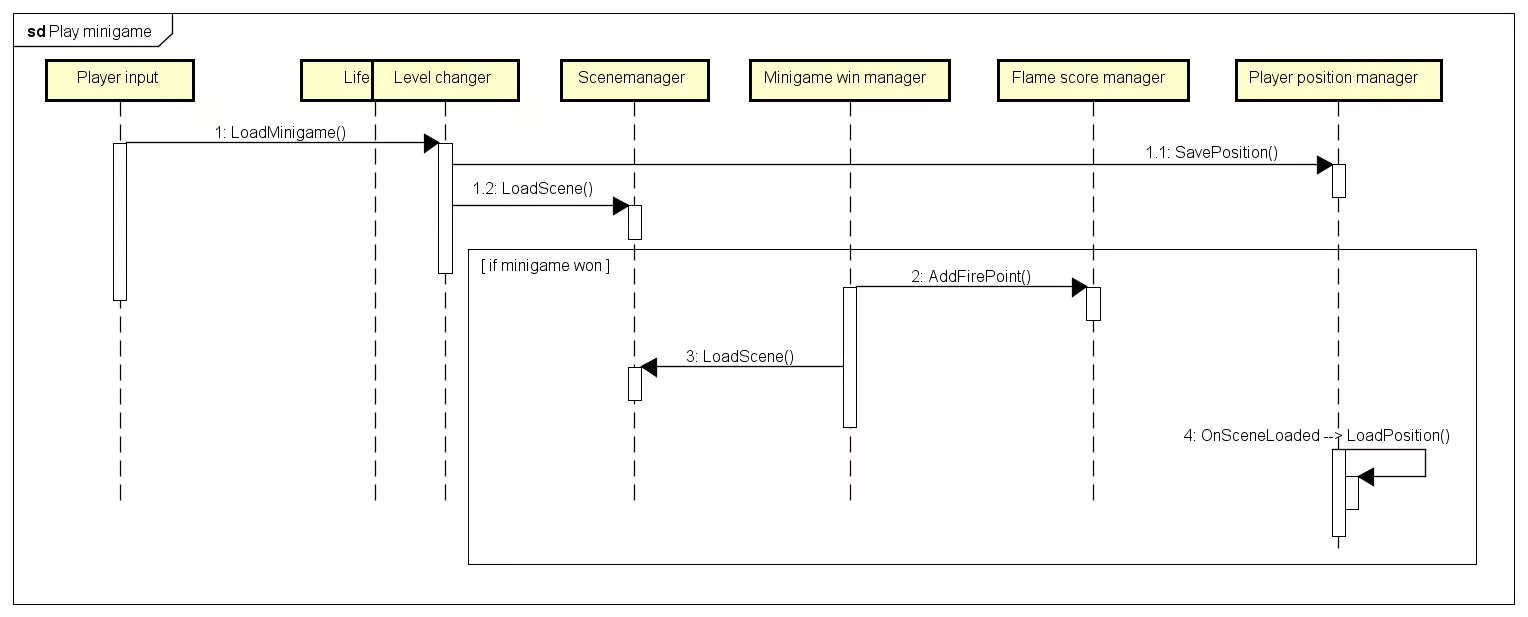 sd Play minigame
Player input
Life
Level changer
Scenemanager
Minigame win manager
Flame score manager
Player position manager
1: LoadMinigame()
1.1: SavePosition()
1.2: LoadScene()
[ if minigame won ]
2: AddFirePoint()
3: LoadScene()
4: OnSceneLoaded --> LoadPosition()